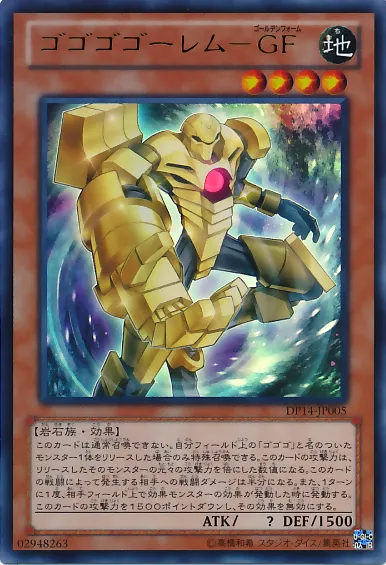 ゴールデンフォーム
ゴゴゴゴーレム－GF
ち
地
DP14-JP005
【岩石族・効果】
このカードは通常召喚できない。自分フィールド上の「ゴゴゴ」と名のついた
モンスター1体をリリースした場合のみ特殊召喚できる。このカードの攻撃力は、
リリースしたそのモンスターの元々の攻撃力を倍にした数値になる。このカード
の戦闘によって発生する相手への戦闘ダメージは半分になる。また、1ターン
に1度、相手フィールド上で効果モンスターの効果が発動した時に発動する。
このカードの攻撃力を1500ポイントダウンし、その効果を無効にする。
ATK/ ? DEF/1500
02948263
©高橋和希 スタジオ・ダイス/集英社